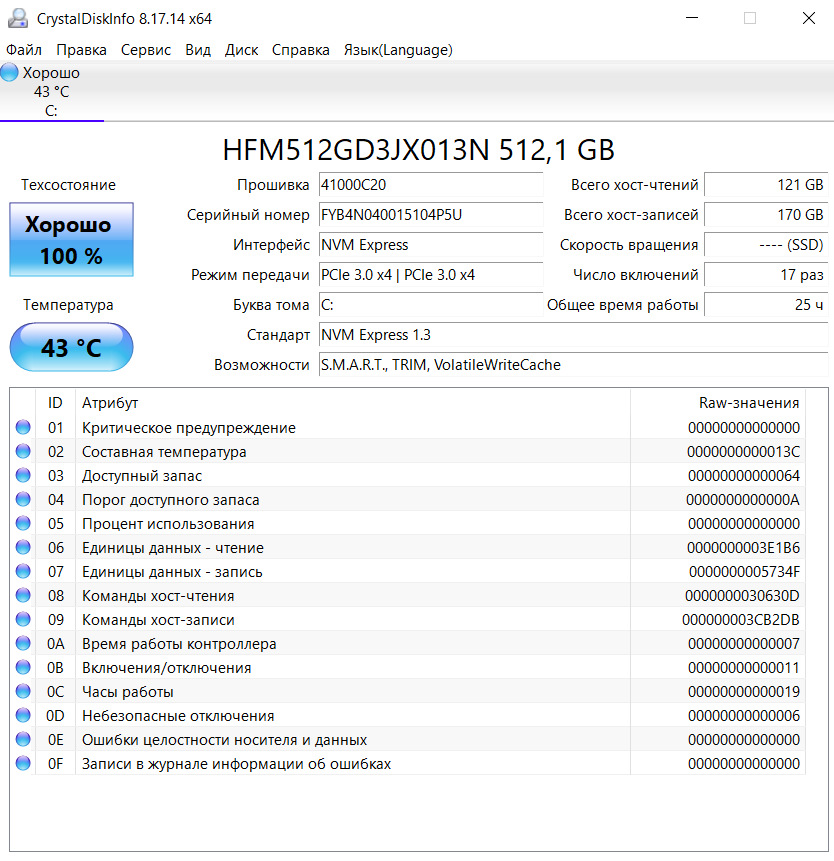 CrystalDiskInfo 8.17.14 x64
Файл Правка Сервис Вид Диск Справка Язык(Language)
Хорошо
43 °C
C:
HFM512GD3JX013N 512,1 GB
Техсостояние
Хорошо
100 %
Температура
43 °C
Прошивка 41000C20
Серийный номер FYB4N040015104P5U
Интерфейс NVM Express
Режим передачи PCIe 3.0 x4 | PCIe 3.0 x4
Буква тома C:
Стандарт NVM Express 1.3
Возможности S.M.A.R.T., TRIM, VolatileWriteCache
Всего хост-чтений 121 GB
Всего хост-записей 170 GB
Скорость вращения ---- (SSD)
Число включений 17 раз
Общее время работы 25 ч
ID Атрибут Raw-значения
01 Критическое предупреждение 00000000000000
02 Составная температура 0000000000013C
03 Доступный запас 00000000000064
04 Порог доступного запаса 0000000000000A
05 Процент использования 00000000000000
06 Единицы данных - чтение 0000000003E1B6
07 Единицы данных - запись 0000000005734F
08 Команды хост-чтения 0000000030630D
09 Команды хост-записи 000000003CB2DB
0A Время работы контроллера 00000000000007
0B Включения/отключения 00000000000011
0C Часы работы 00000000000019
0D Небезопасные отключения 00000000000006
0E Ошибки целостности носителя и данных 00000000000000
0F Записи в журнале информации об ошибках 00000000000000